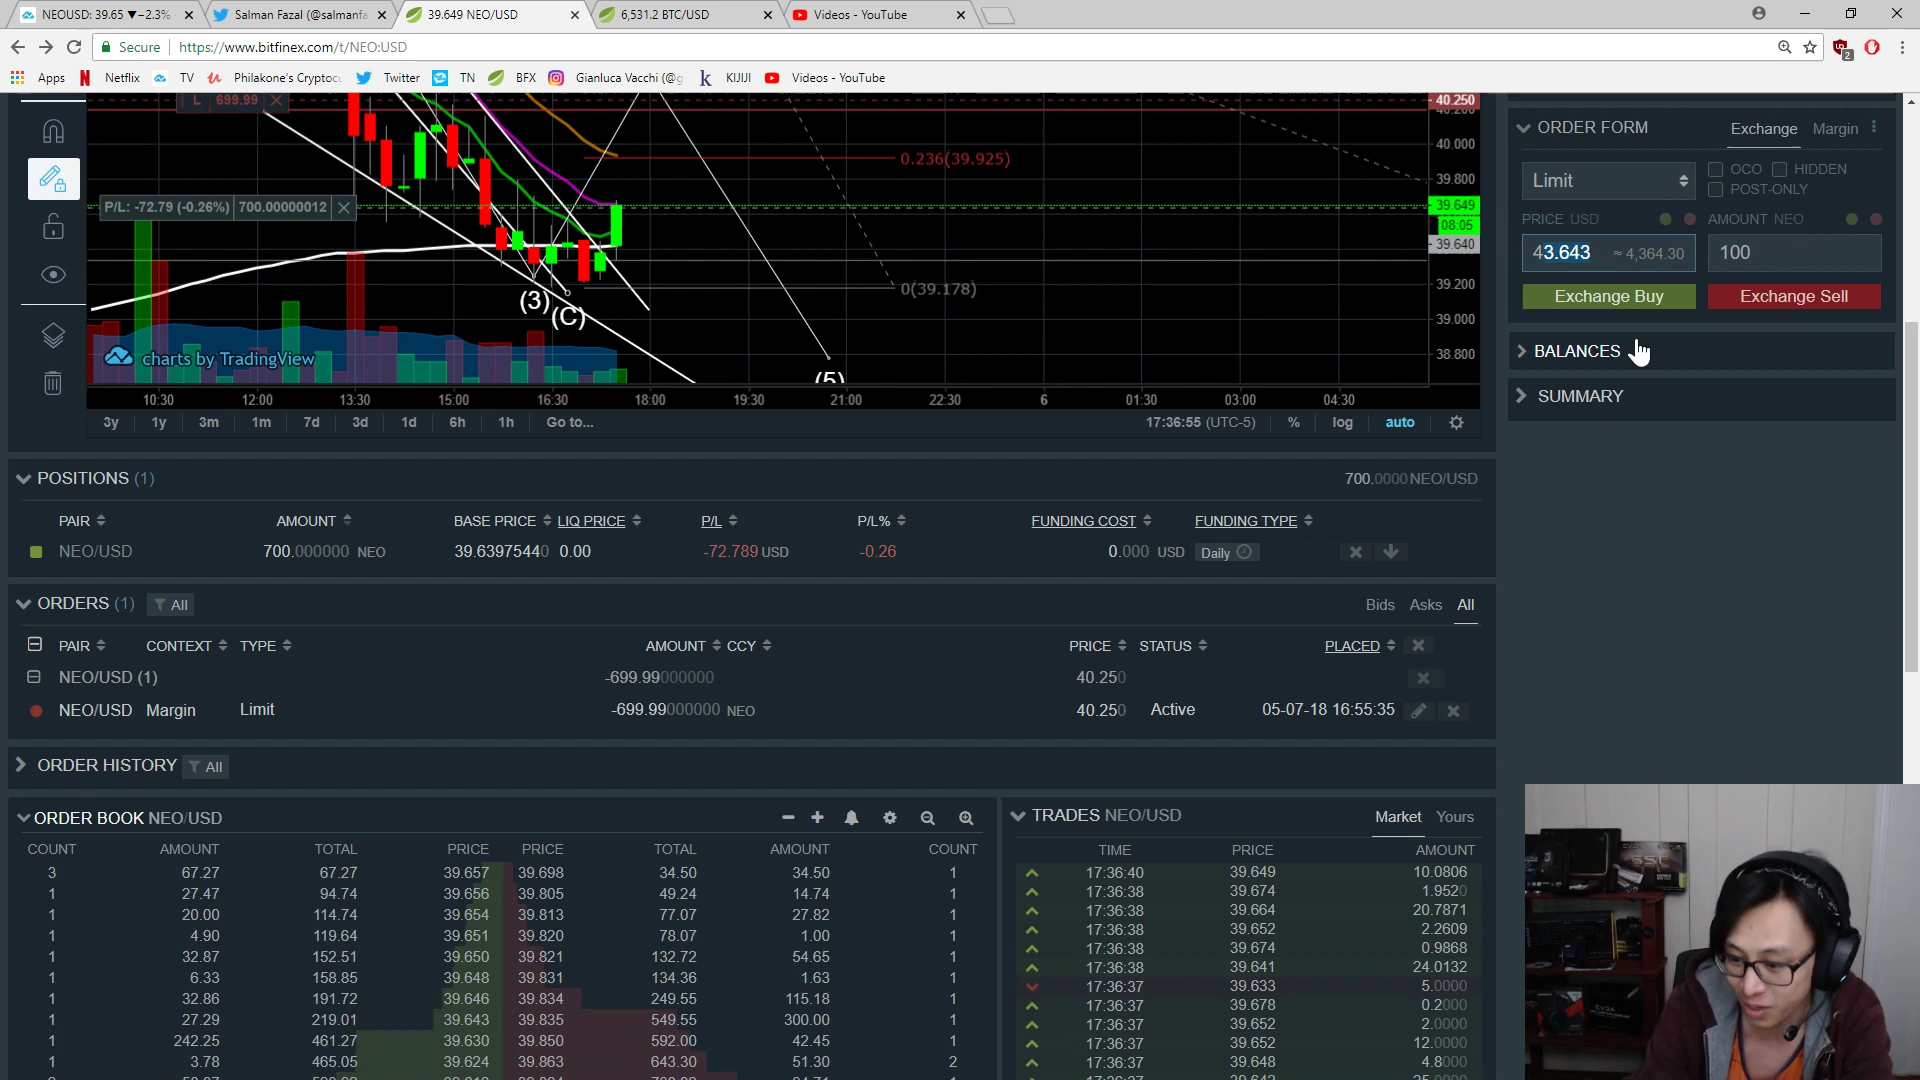 NEOUSD: 39.65 ▼−2.3%
Salman Fazal (@salmanfa
39.649 NEO/USD
6,531.2 BTC/USD
Videos - YouTube
Secure
https://www.bitfinex.com/t/NEO:USD
Apps
Netflix
TV
Philakone's Cryptocu
Twitter
TN
BFX
Gianluca Vacchi (@g
KIJIJI
Videos - YouTube
L 699.99
40.250
40.000
39.800
39.649
08:05
39.640
39.200
39.000
38.800
0.236(39.925)
0(39.178)
P/L: -72.79 (-0.26%) 700.00000012
(3)
(C)
(5)
charts by TradingView
10:30 12:00 13:30 15:00 16:30 18:00 19:30 21:00 22:30 6 01:30 03:00 04:30
3y 1y 3m 1m 7d 3d 1d 6h 1h Go to... 17:36:55 (UTC-5) % log auto
ORDER FORM Exchange Margin
Limit OCO HIDDEN
POST-ONLY
PRICE USD AMOUNT NEO
43.643 ≈ 4,364.30 100
Exchange Buy Exchange Sell
BALANCES
SUMMARY
POSITIONS (1) 700.0000 NEO/USD
PAIR AMOUNT BASE PRICE LIQ PRICE P/L P/L% FUNDING COST FUNDING TYPE
NEO/USD 700.000000 NEO 39.63975440 0.00 -72.789 USD -0.26 0.000 USD Daily
ORDERS (1) All Bids Asks All
PAIR CONTEXT TYPE AMOUNT CCY PRICE STATUS PLACED
NEO/USD (1) -699.99000000 40.250
NEO/USD Margin Limit -699.99000000 NEO 40.250 Active 05-07-18 16:55:35
ORDER HISTORY All
ORDER BOOK NEO/USD
COUNT AMOUNT TOTAL PRICE PRICE TOTAL AMOUNT COUNT
3 67.27 67.27 39.657 39.698 34.50 34.50 1
1 27.47 94.74 39.656 39.805 49.24 14.74 1
1 20.00 114.74 39.654 39.813 77.07 27.82 1
1 4.90 119.64 39.651 39.820 78.07 1.00 1
1 32.87 152.51 39.650 39.821 132.72 54.65 1
1 6.33 158.85 39.648 39.831 134.36 1.63 1
1 32.86 191.72 39.646 39.834 249.55 115.18 1
1 27.29 219.01 39.643 39.835 549.55 300.00 1
1 242.25 461.27 39.630 39.850 592.00 42.45 1
1 3.78 465.05 39.624 39.863 643.30 51.30 2
TRADES NEO/USD Market Yours
TIME PRICE AMOUNT
17:36:40 39.649 10.0806
17:36:38 39.674 1.9520
17:36:38 39.664 20.7871
17:36:38 39.652 2.2609
17:36:38 39.674 0.9868
17:36:38 39.641 24.0132
17:36:37 39.633 5.0000
17:36:37 39.678 0.2000
17:36:37 39.652 2.0000
17:36:37 39.652 12.0000
17:36:37 39.648 4.8000